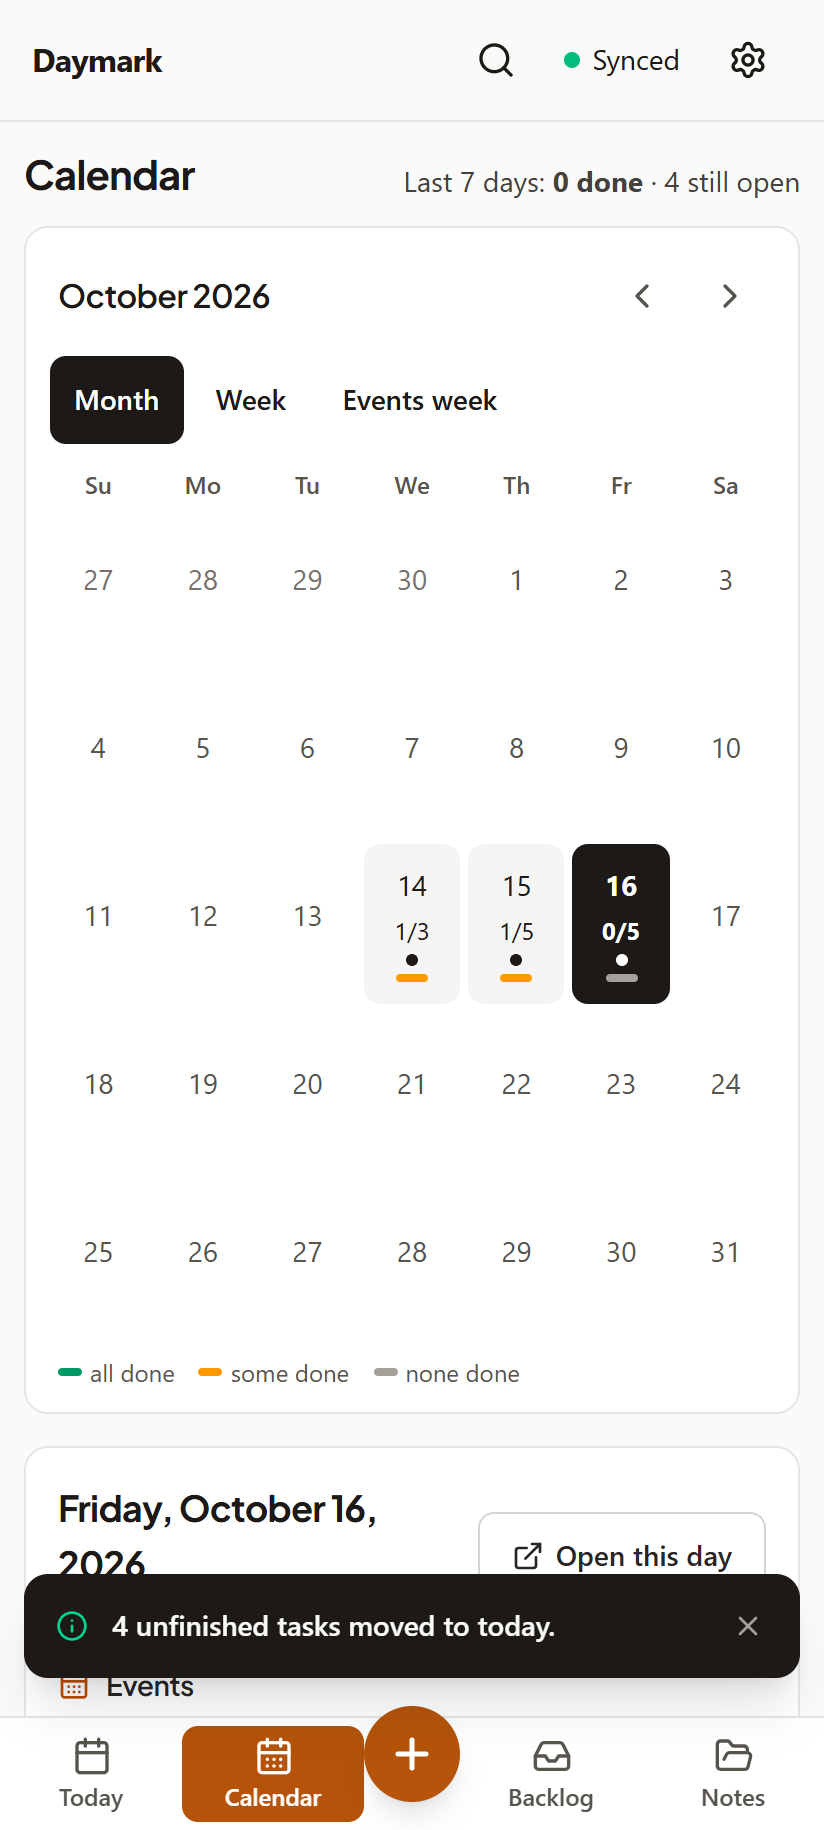 Daymark
Synced
Calendar
Last 7 days: 0 done · 4 still open
October 2026
Month Week Events week
Su Mo Tu We Th Fr Sa
27 28 29 30 1 2 3
4 5 6 7 8 9 10
11 12 13 14 15 16 17
1/3 1/5 0/5
18 19 20 21 22 23 24
25 26 27 28 29 30 31
all done some done none done
Friday, October 16,
2026
Open this day
4 unfinished tasks moved to today.
Events
Today Calendar Backlog Notes